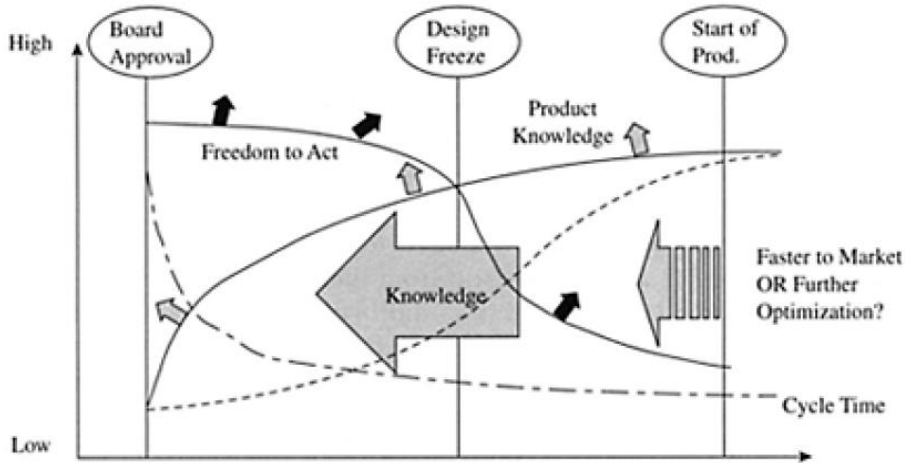 High
Board
Approval
Design
Freeze
Start of
Prod.
Product
Knowledge
Freedom to Act
Knowledge
Faster to Market
OR Further
Optimization?
Cycle Time
Low